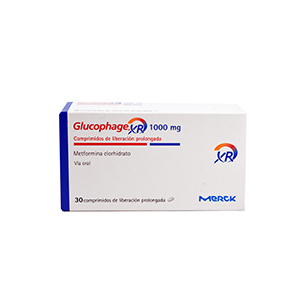 Glucophage XR 1000 mg
Comprimidos de liberación prolongada
Metformina clorhidrato
Vía oral
XR
30 comprimidos de liberación prolongada
MERCK